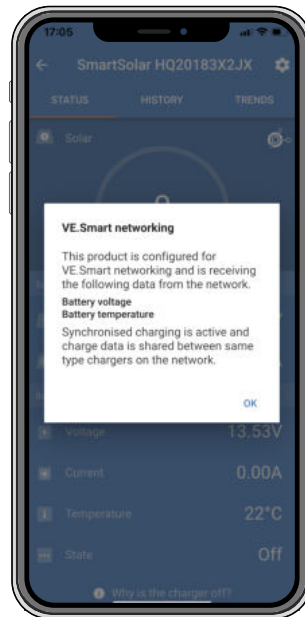 17:05
SmartSolar HQ20183X2JX
STATUS HISTORY TRENDS
Solar
VE.Smart networking
This product is configured for
VE.Smart networking and is receiving
the following data from the network.
Battery voltage
Battery temperature
Synchronised charging is active and
charge data is shared between same
type chargers on the network.
OK
Voltage 13.53V
Current 0.00A
Temperature 22°C
State Off
Why is the charger off?